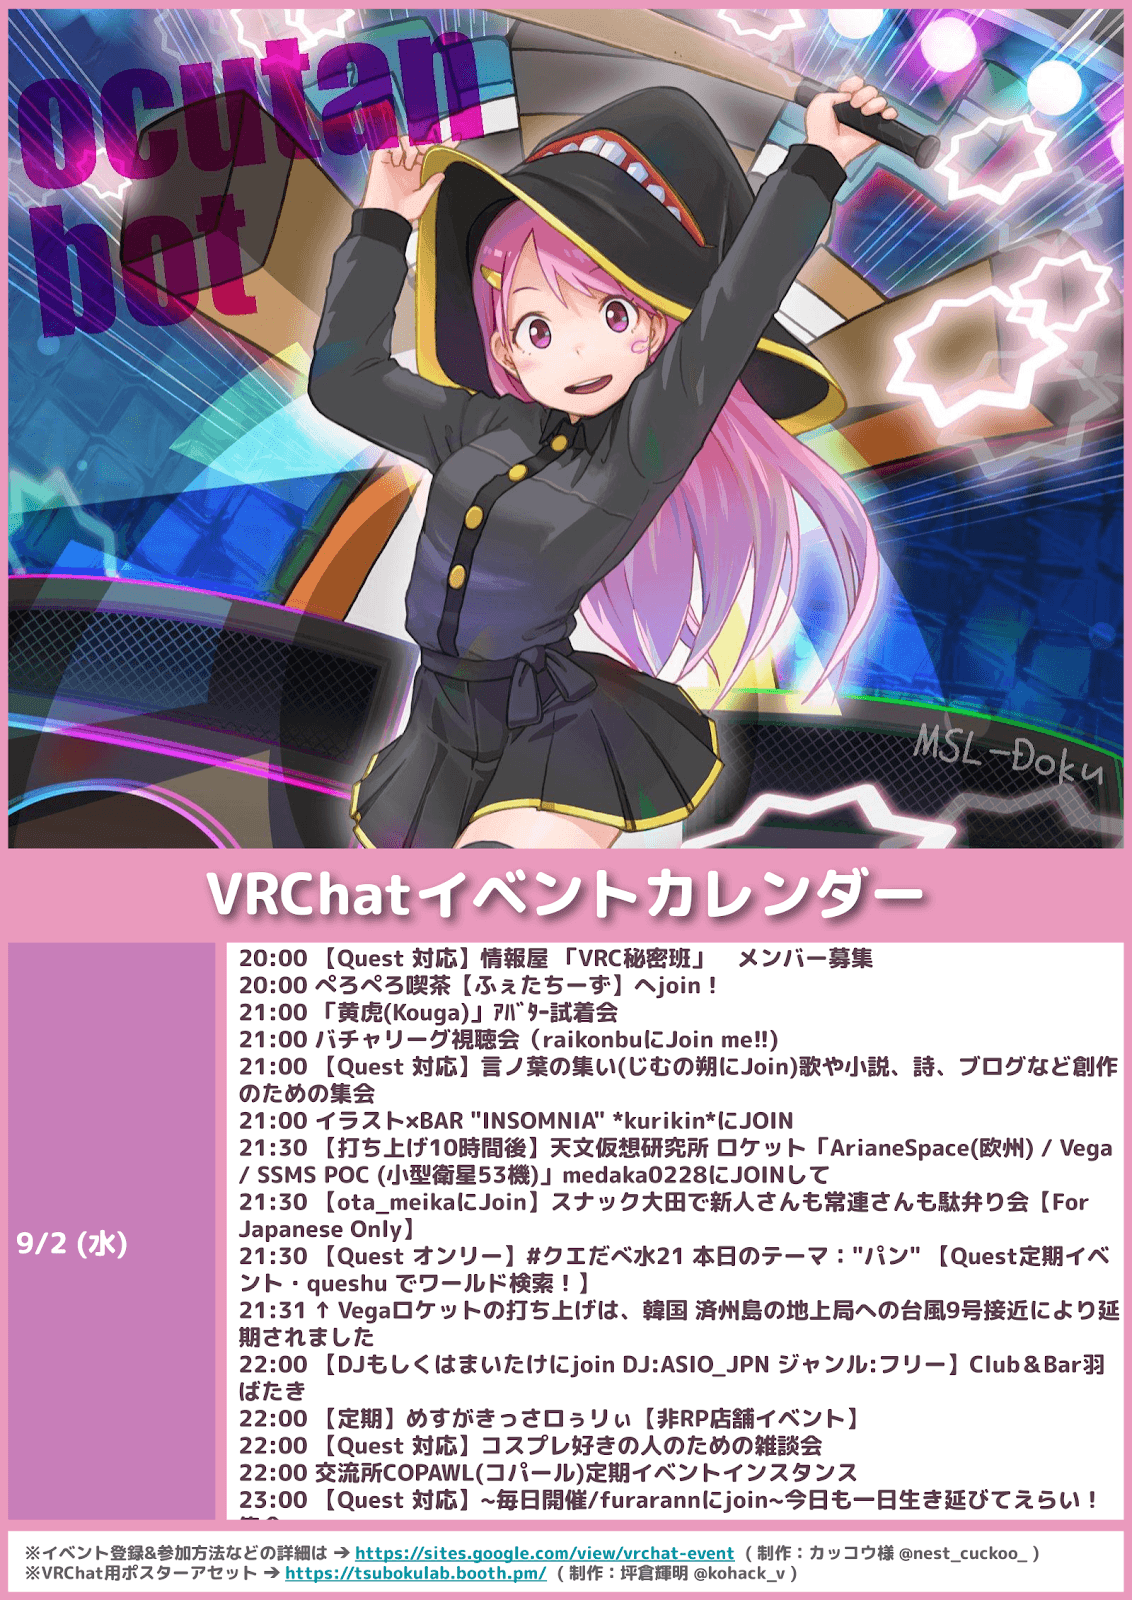 ocutan
bot
MSL-Doku
VRChatイベントカレンダー
9/2 (水)
20:00 【Quest 対応】情報屋 「VRC秘密班」　メンバー募集
20:00 ぺろぺろ喫茶【ふぇたちーず】へjoin！
21:00 「黄虎(Kouga)」ｱﾊﾞﾀｰ試着会
21:00 バチャリーグ視聴会（raikonbuにJoin me!!)
21:00 【Quest 対応】言ノ葉の集い(じむの朔にJoin)歌や小説、詩、ブログなど創作
のための集会
21:00 イラスト×BAR "INSOMNIA" *kurikin*にJOIN
21:30 【打ち上げ10時間後】天文仮想研究所 ロケット「ArianeSpace(欧州) / Vega
/ SSMS POC (小型衛星53機)」medaka0228にJOINして
21:30 【ota_meikaにJoin】スナック大田で新人さんも常連さんも駄弁り会【For
Japanese Only】
21:30 【Quest オンリー】#クエだべ水21 本日のテーマ："パン" 【Quest定期イベ
ント・queshu でワールド検索！】
21:31 ↑ Vegaロケットの打ち上げは、韓国 済州島の地上局への台風9号接近により延
期されました
22:00 【DJもしくはまいたけにjoin DJ:ASIO_JPN ジャンル:フリー】Club＆Bar羽
ばたき
22:00 【定期】めすがきっさロぅリぃ【非RP店舗イベント】
22:00 【Quest 対応】コスプレ好きの人のための雑談会
22:00 交流所COPAWL(コパール)定期イベントインスタンス
23:00 【Quest 対応】~毎日開催/furarannにjoin~今日も一日生き延びてえらい！
※イベント登録&参加方法などの詳細は ➔ https://sites.google.com/view/vrchat-event （ 制作：カッコウ様 @nest_cuckoo_ ）
※VRChat用ポスターアセット ➔ https://tsubokulab.booth.pm/ （ 制作：坪倉輝明 @kohack_v ）